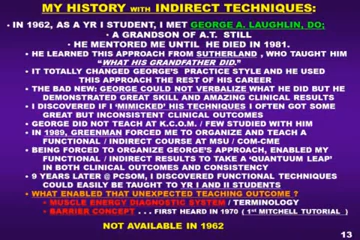 MY HISTORY WITH INDIRECT TECHNIQUES:
• IN 1962, AS A YR I STUDENT, I MET GEORGE A. LAUGHLIN, DO;
• A GRANDSON OF A.T. STILL
• HE MENTORED ME UNTIL HE DIED IN 1981.
• HE LEARNED THIS APPROACH FROM SUTHERLAND , WHO TAUGHT HIM
"WHAT HIS GRANDFATHER DID."
• IT TOTALLY CHANGED GEORGE'S PRACTICE STYLE AND HE USED
THIS APPROACH THE REST OF HIS CAREER
• THE BAD NEW: GEORGE COULD NOT VERBALIZE WHAT HE DID BUT HE
DEMONSTRATED GREAT SKILL AND AMAZING CLINICAL RESULTS
• I DISCOVERED IF I 'MIMICKED' HIS TECHNIQUES I OFTEN GOT SOME
GREAT BUT INCONSISTENT CLINICAL OUTCOMES
• GEORGE DID NOT TEACH AT K.C.O.M. / FEW STUDIED WITH HIM
• IN 1989, GREENMAN FORCED ME TO ORGANIZE AND TEACH A
FUNCTIONAL / INDIRECT COURSE AT MSU / COM-CME
• BEING FORCED TO ORGANIZE GEORGE'S APPROACH, ENABLED MY
FUNCTIONAL / INDIRECT RESULTS TO TAKE A 'QUANTUM LEAP'
IN BOTH CLINICAL OUTCOMES AND CONSISTENCY
• 9 YEARS LATER @ PCSOM, I DISCOVERED FUNCTIONAL TECHNIQUES
COULD EASILY BE TAUGHT TO YR I AND II STUDENTS
• WHAT ENABLED THAT UNEXPECTED TEACHING OUTCOME ?
• MUSCLE ENERGY DIAGNOSTIC SYSTEM / TERMINOLOGY
• BARRIER CONCEPT . . . FIRST HEARD IN 1970 ( 1ST MITCHELL TUTORIAL )
NOT AVAILABLE IN 1962
13